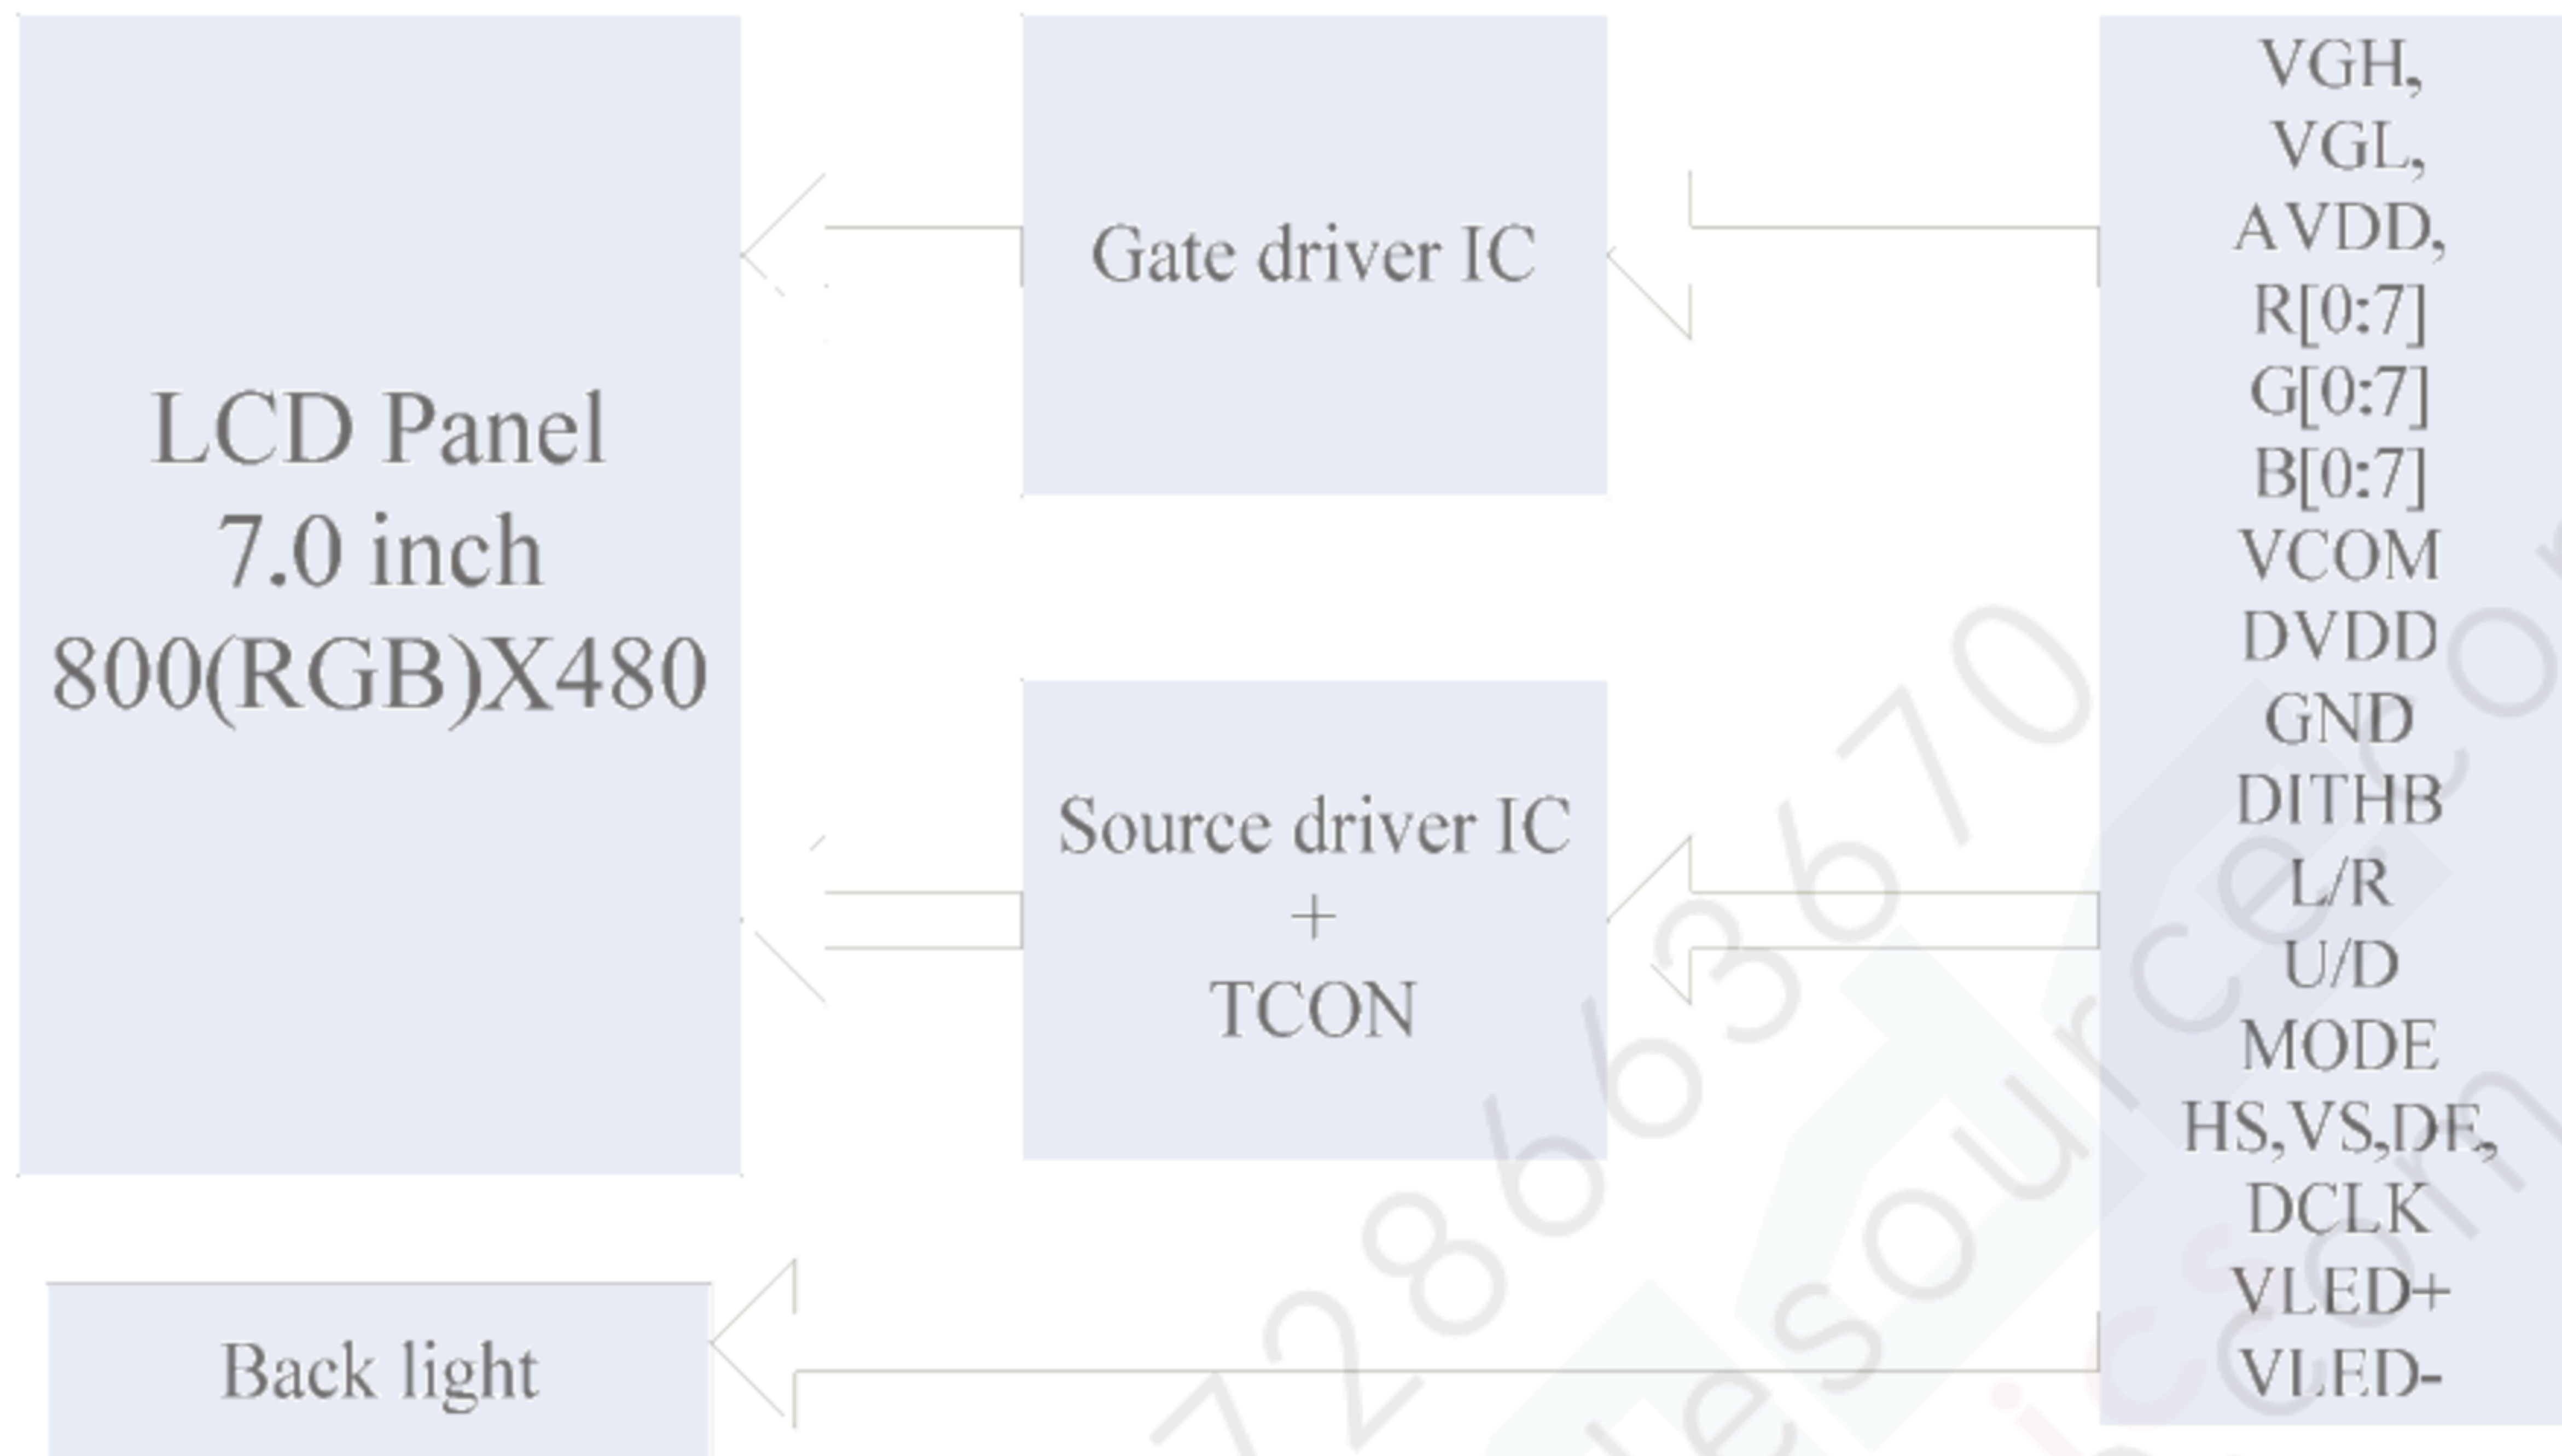 LCD Panel
7.0 inch
800(RGB)X480
Back light
Gate driver IC
Source driver IC
+
TCON
VGH,
VGL,
AVDD,
R[0:7]
G[0:7]
B[0:7]
VCOM
DVDD
GND
DITHB
L/R
U/D
MODE
HS,VS,DE,
DCLK
VLED+
VLED-